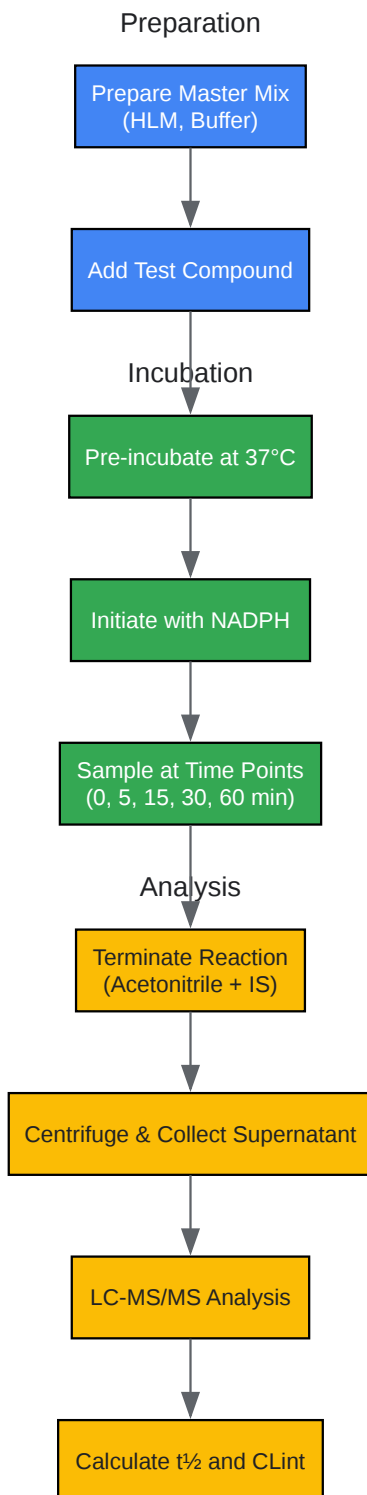 Preparation
Prepare Master Mix
(HLM, Buffer)
Add Test Compound
Incubation
Pre-incubate at 37°C
Initiate with NADPH
Sample at Time Points
(0, 5, 15, 30, 60 min)
Analysis
Terminate Reaction
(Acetonitrile + IS)
Centrifuge & Collect Supernatant
LC-MS/MS Analysis
Calculate t½ and CLint